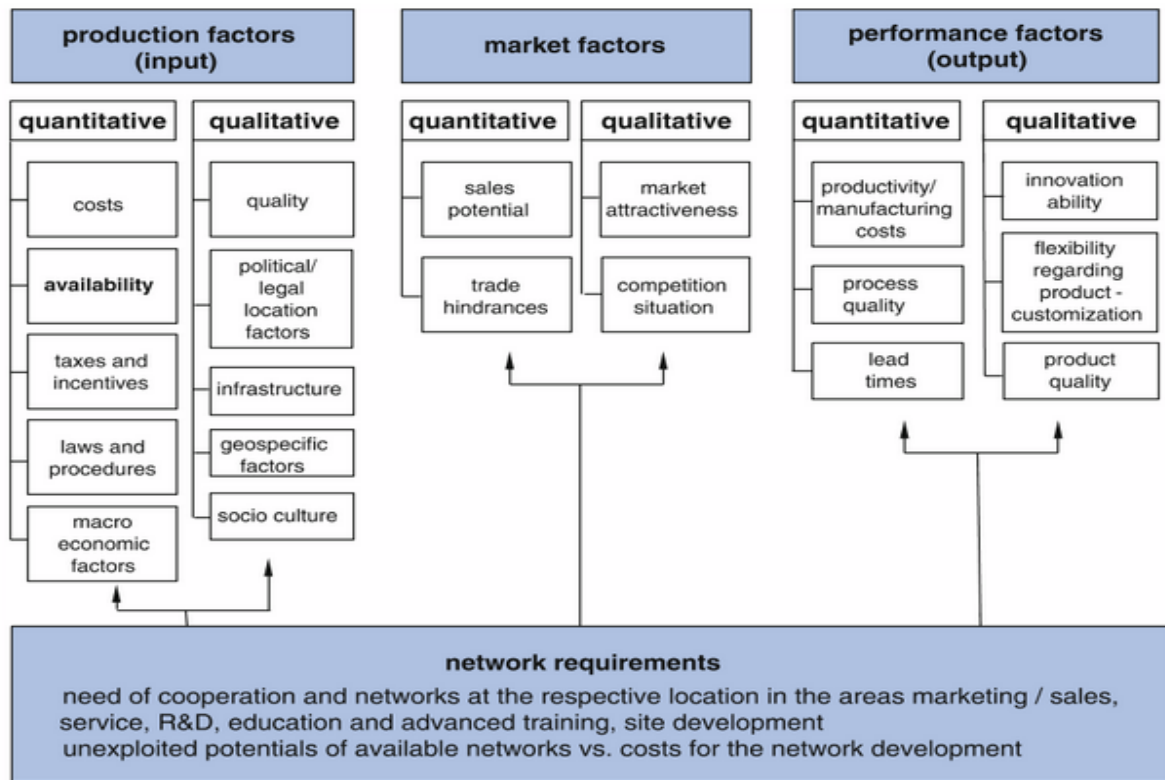 production factors
(input)
market factors
performance factors
(output)
quantitative
qualitative
quantitative
qualitative
quantitative
qualitative
costs
availability
taxes and
incentives
laws and
procedures
macro
economic
factors
quality
political/
legal
location
factors
infrastructure
geospecific
factors
socio culture
sales
potential
trade
hindrances
market
attractiveness
competition
situation
productivity/
manufacturing
costs
process
quality
lead
times
innovation
ability
flexibility
regarding
product -
customization
product
quality
network requirements
need of cooperation and networks at the respective location in the areas marketing / sales,
service, R&D, education and advanced training, site development
unexploited potentials of available networks vs. costs for the network development